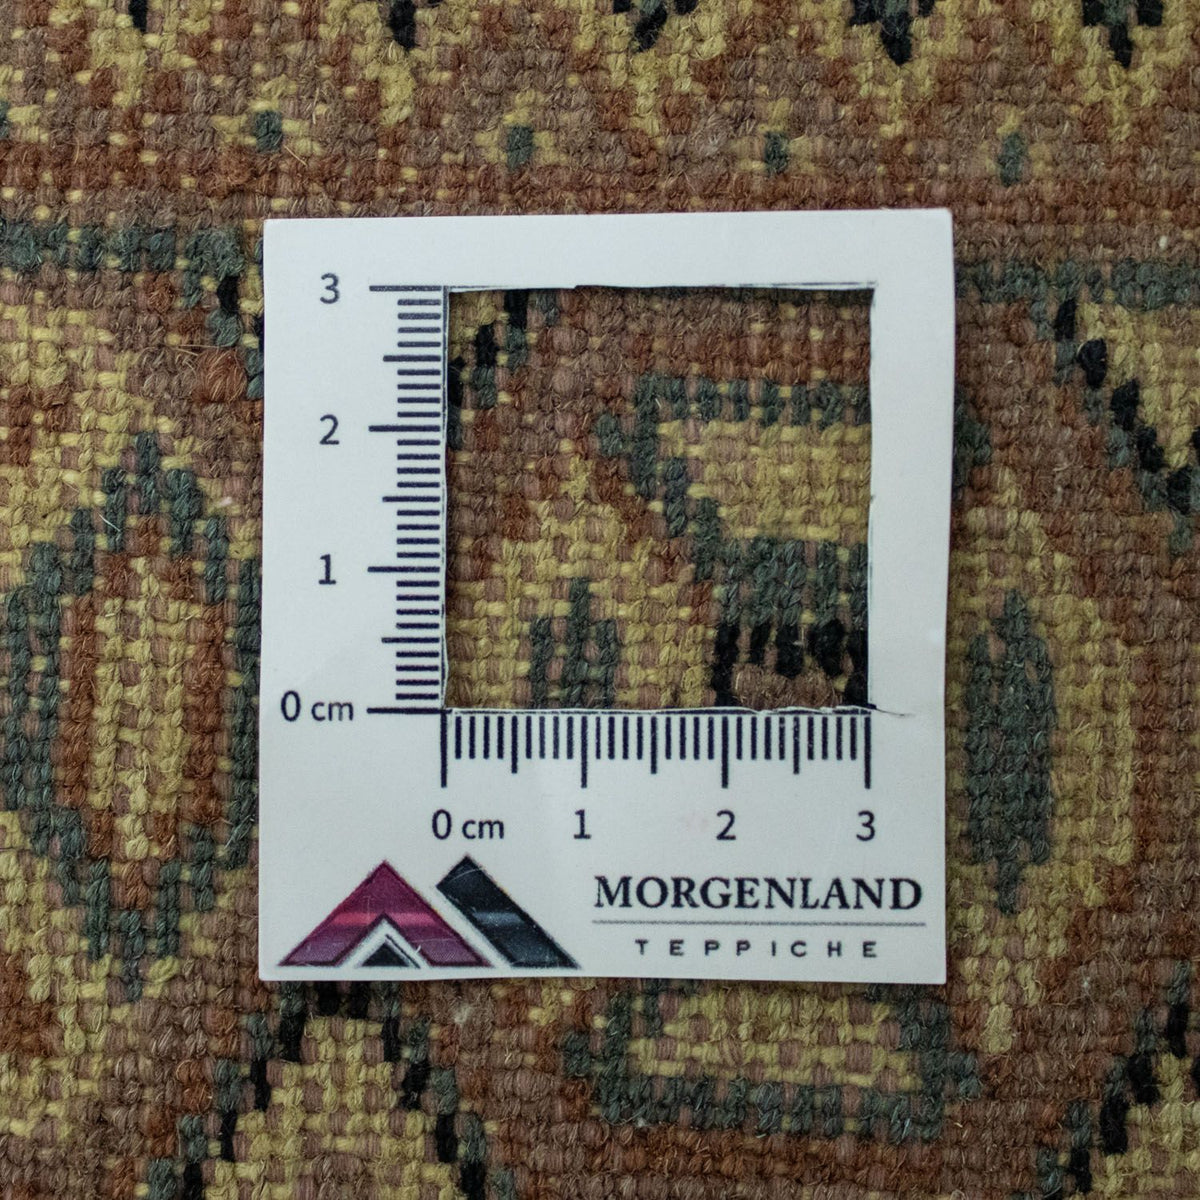 3
2
1
0 cm
0 cm 1 2 3
MORGENLAND
TEPPICHE